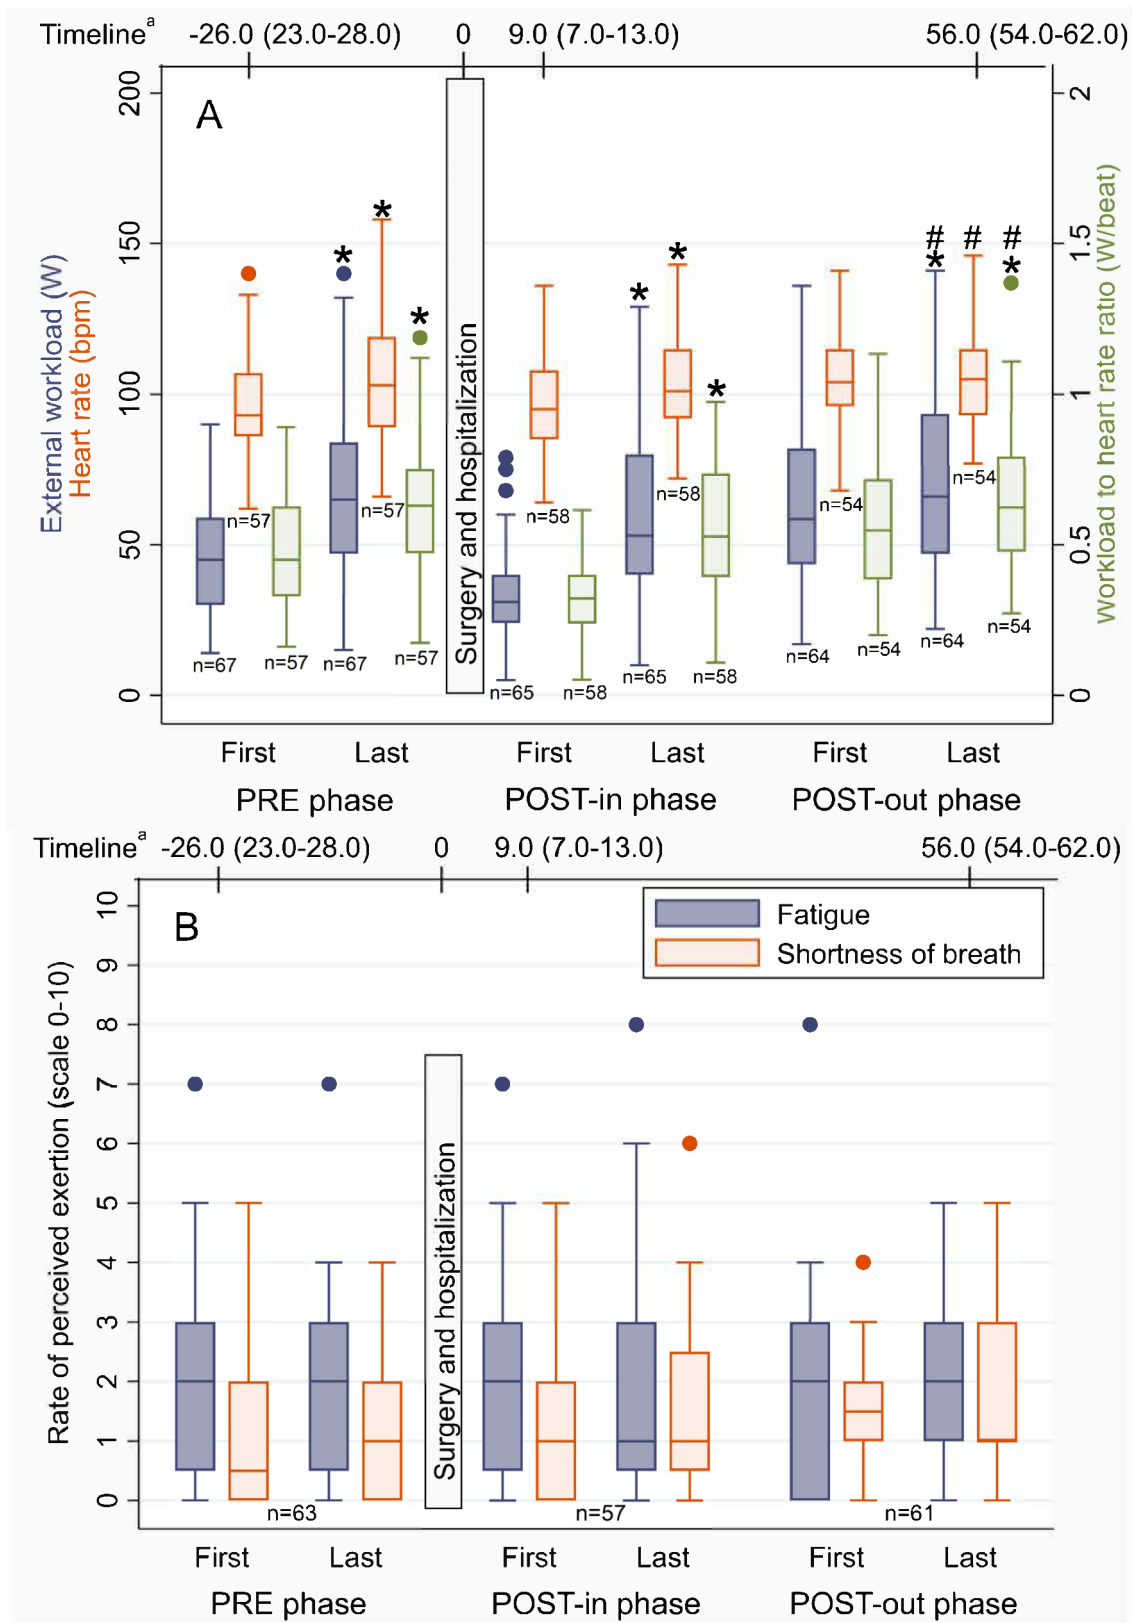 Timelineᵃ -26.0 (23.0-28.0) 0 9.0 (7.0-13.0) 56.0 (54.0-62.0)
A
External workload (W)
Heart rate (bpm)
200
150
100
50
0
2
1.5
1
0.5
0
Workload to heart rate ratio (W/beat)
* * *
* * *
# # #
* *
Surgery and hospitalization
n=67 n=57 n=57 n=67 n=57 n=57
n=65 n=58 n=58 n=65 n=58 n=58
n=64 n=54 n=54 n=64 n=54 n=54
First Last First Last First Last
PRE phase POST-in phase POST-out phase
Timelineᵃ -26.0 (23.0-28.0) 0 9.0 (7.0-13.0) 56.0 (54.0-62.0)
B
Fatigue
Shortness of breath
Rate of perceived exertion (scale 0-10)
10
9
8
7
6
5
4
3
2
1
0
Surgery and hospitalization
n=63 n=57 n=61
First Last First Last First Last
PRE phase POST-in phase POST-out phase